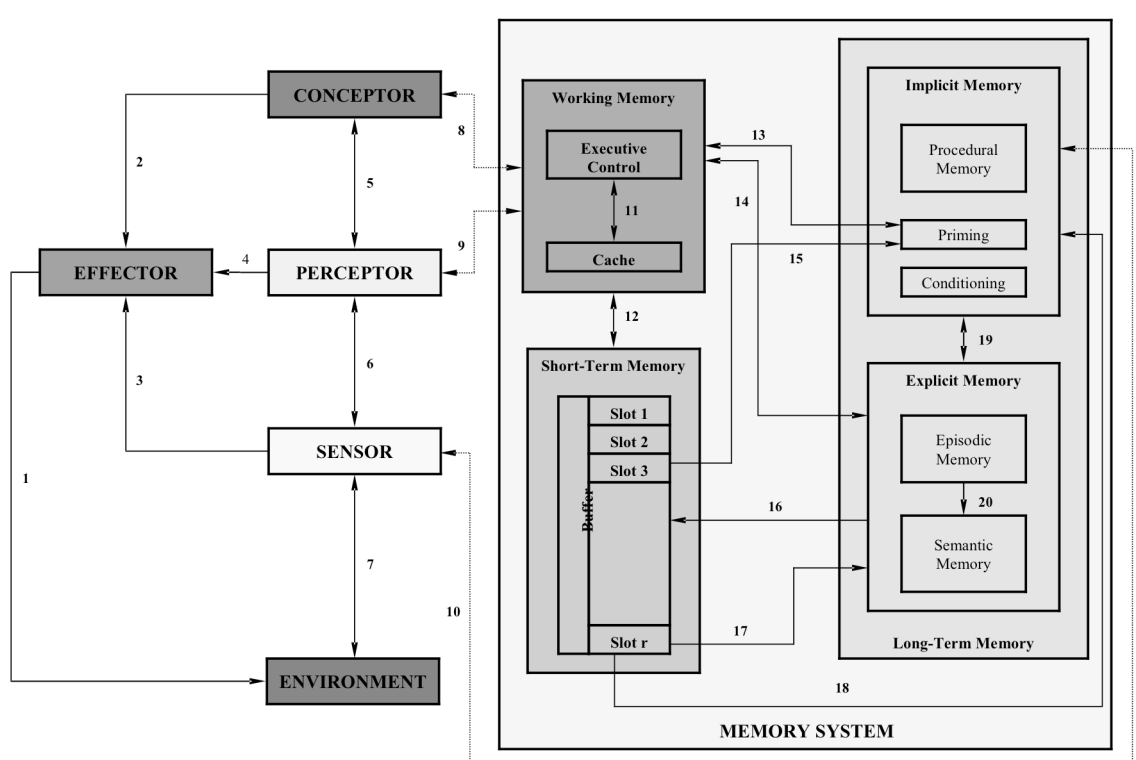 CONCEPTOR
2
5
8
EFFECTOR
4
PERCEPTOR
9
3
6
SENSOR
1
7
10
ENVIRONMENT
Working Memory
Executive
Control
11
Cache
12
Short-Term Memory
Slot 1
Slot 2
Slot 3
Buffer
Slot r
13
14
15
16
17
18
Implicit Memory
Procedural
Memory
Priming
Conditioning
19
Explicit Memory
Episodic
Memory
20
Semantic
Memory
Long-Term Memory
MEMORY SYSTEM